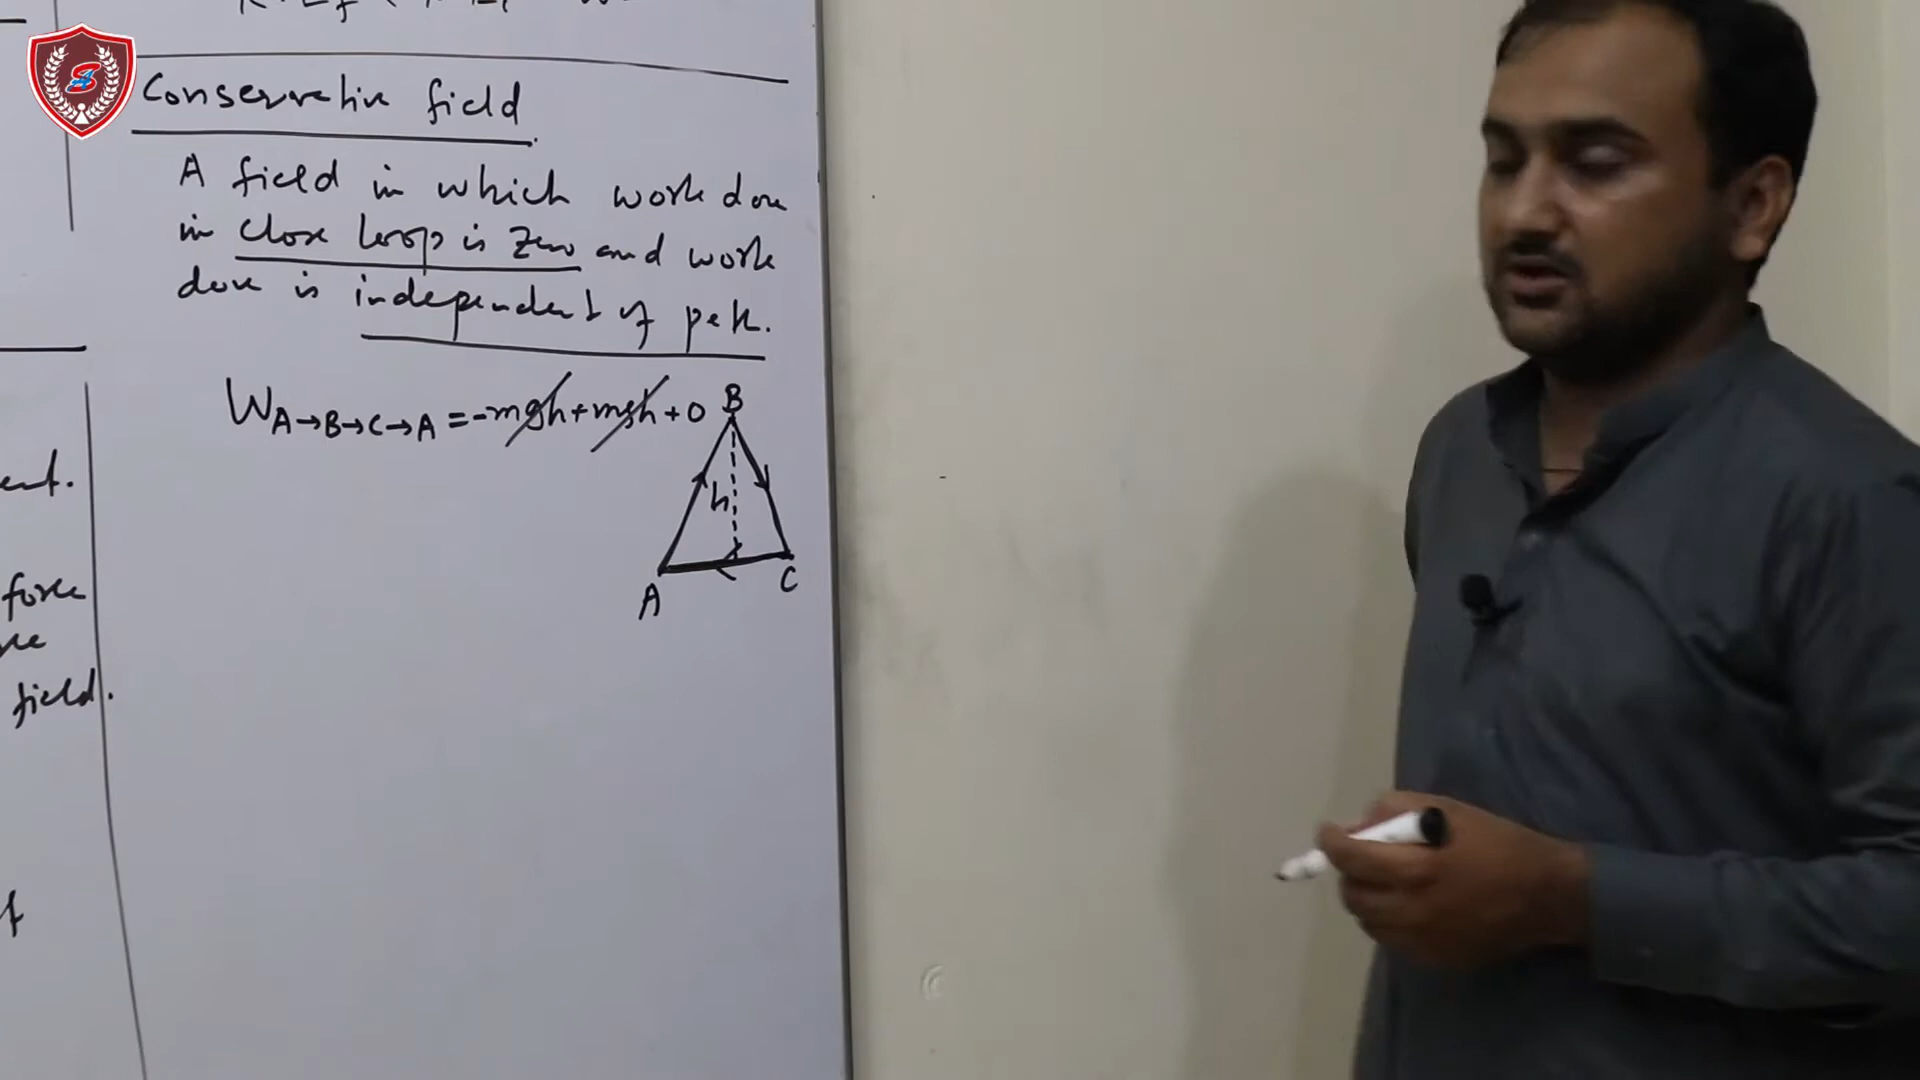 Conservative field.
A field in which work done
in close loop is zero and work
done is independent of path.
W A→B→C→A = -mgh + mgh + 0
B
h
A
C
ent.
force
field.